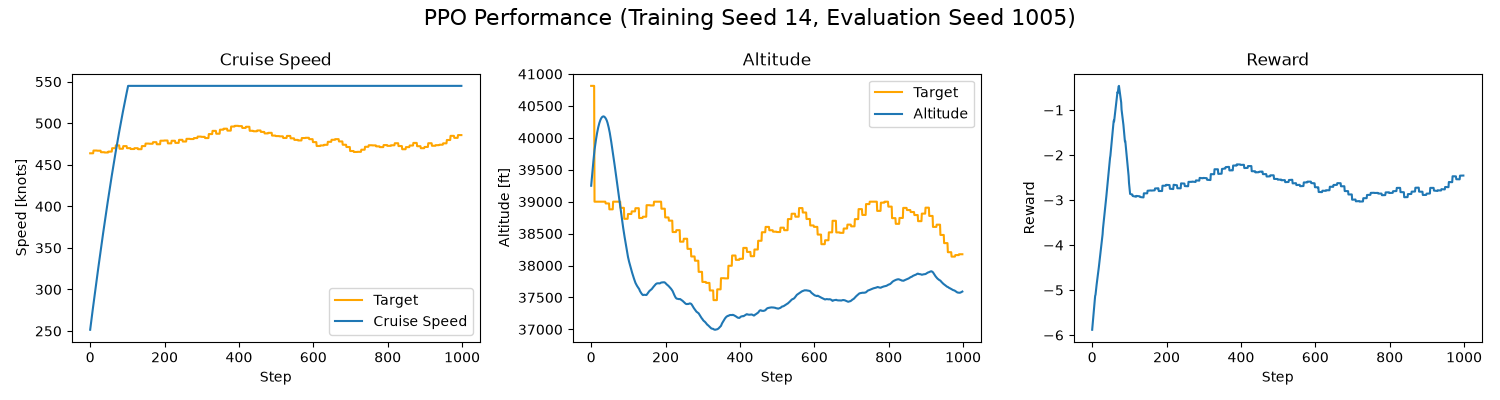 PPO Performance (Training Seed 14, Evaluation Seed 1005)
Cruise Speed
550
500
450
400
350
300
250
Speed [knots]
Target
Cruise Speed
0 200 400 600 800 1000
Step
Altitude
41000
40500
40000
39500
39000
38500
38000
37500
37000
Altitude [ft]
Target
Altitude
0 200 400 600 800 1000
Step
Reward
−1
−2
−3
−4
−5
−6
Reward
0 200 400 600 800 1000
Step